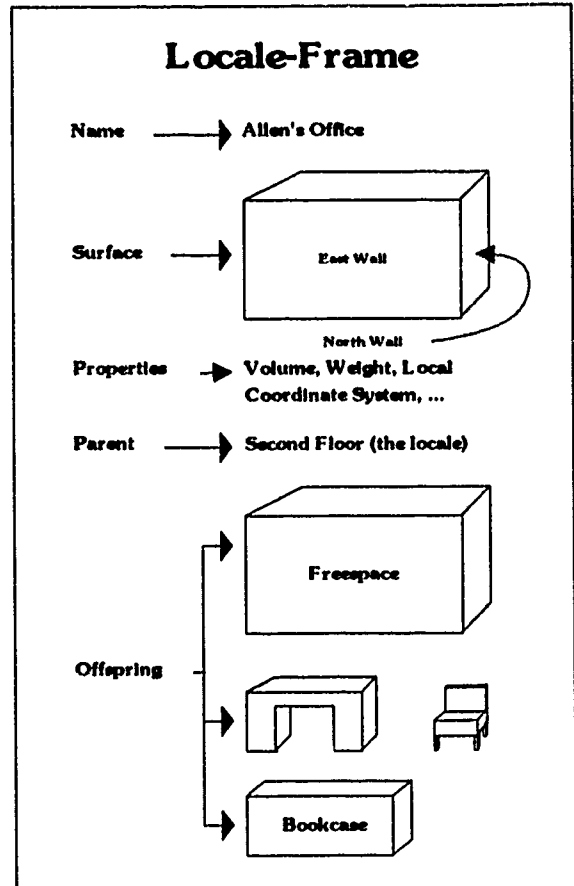 Locale-Frame
Name Allen's Office
Surface East Wall
North Wall
Properties Volume, Weight, Local
Coordinate System, ...
Parent Second Floor (the locale)
Freespace
Offspring
Bookcase